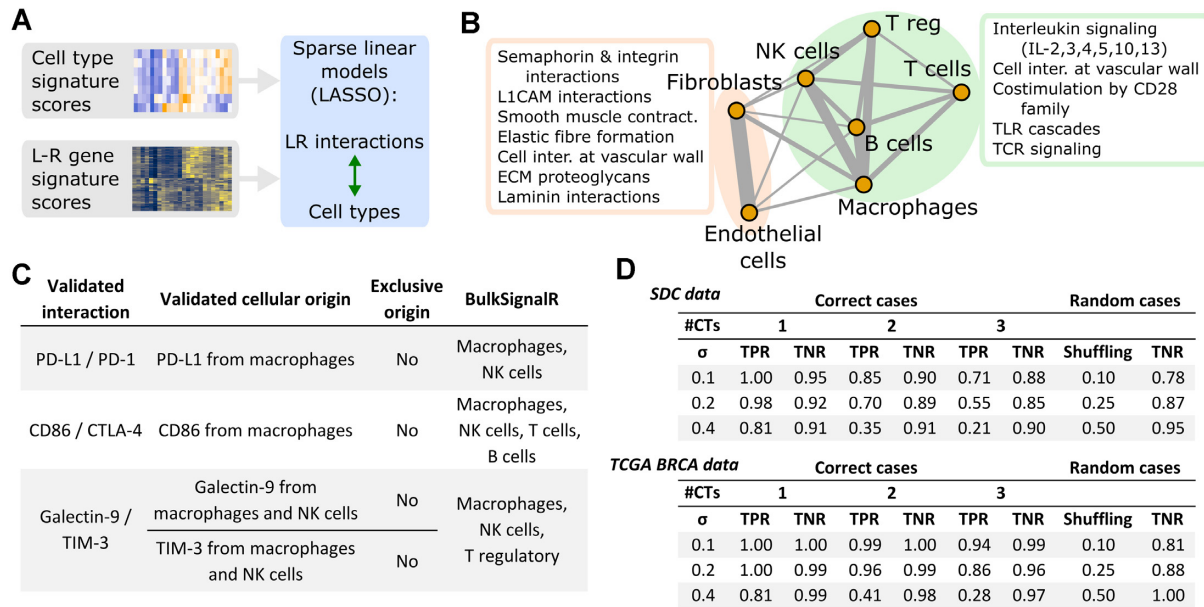 A
Cell type
signature
scores
L-R gene
signature
scores
Sparse linear
models
(LASSO):
LR interactions
Cell types
B
Semaphorin & integrin
interactions
L1CAM interactions
Smooth muscle contract.
Elastic fibre formation
Cell inter. at vascular wall
ECM proteoglycans
Laminin interactions
T reg
NK cells
Fibroblasts
T cells
B cells
Macrophages
Endothelial
cells
Interleukin signaling
(IL-2,3,4,5,10,13)
Cell inter. at vascular wall
Costimulation by CD28
family
TLR cascades
TCR signaling
C
Validated
interaction
Validated cellular origin
Exclusive
origin
BulkSignalR
PD-L1 / PD-1
PD-L1 from macrophages
No
Macrophages,
NK cells
CD86 / CTLA-4
CD86 from macrophages
No
Macrophages,
NK cells, T cells,
B cells
Galectin-9 /
TIM-3
Galectin-9 from
macrophages and NK cells
No
TIM-3 from macrophages
and NK cells
No
Macrophages,
NK cells,
T regulatory
D
SDC data
Correct cases Random cases
#CTs 1 2 3
σ TPR TNR TPR TNR TPR TNR Shuffling TNR
0.1 1.00 0.95 0.85 0.90 0.71 0.88 0.10 0.78
0.2 0.98 0.92 0.70 0.89 0.55 0.85 0.25 0.87
0.4 0.81 0.91 0.35 0.91 0.21 0.90 0.50 0.95
TCGA BRCA data
Correct cases Random cases
#CTs 1 2 3
σ TPR TNR TPR TNR TPR TNR Shuffling TNR
0.1 1.00 1.00 0.99 1.00 0.94 0.99 0.10 0.81
0.2 1.00 0.99 0.96 0.98 0.86 0.96 0.25 0.88
0.4 0.81 0.99 0.41 0.98 0.28 0.97 0.50 1.00